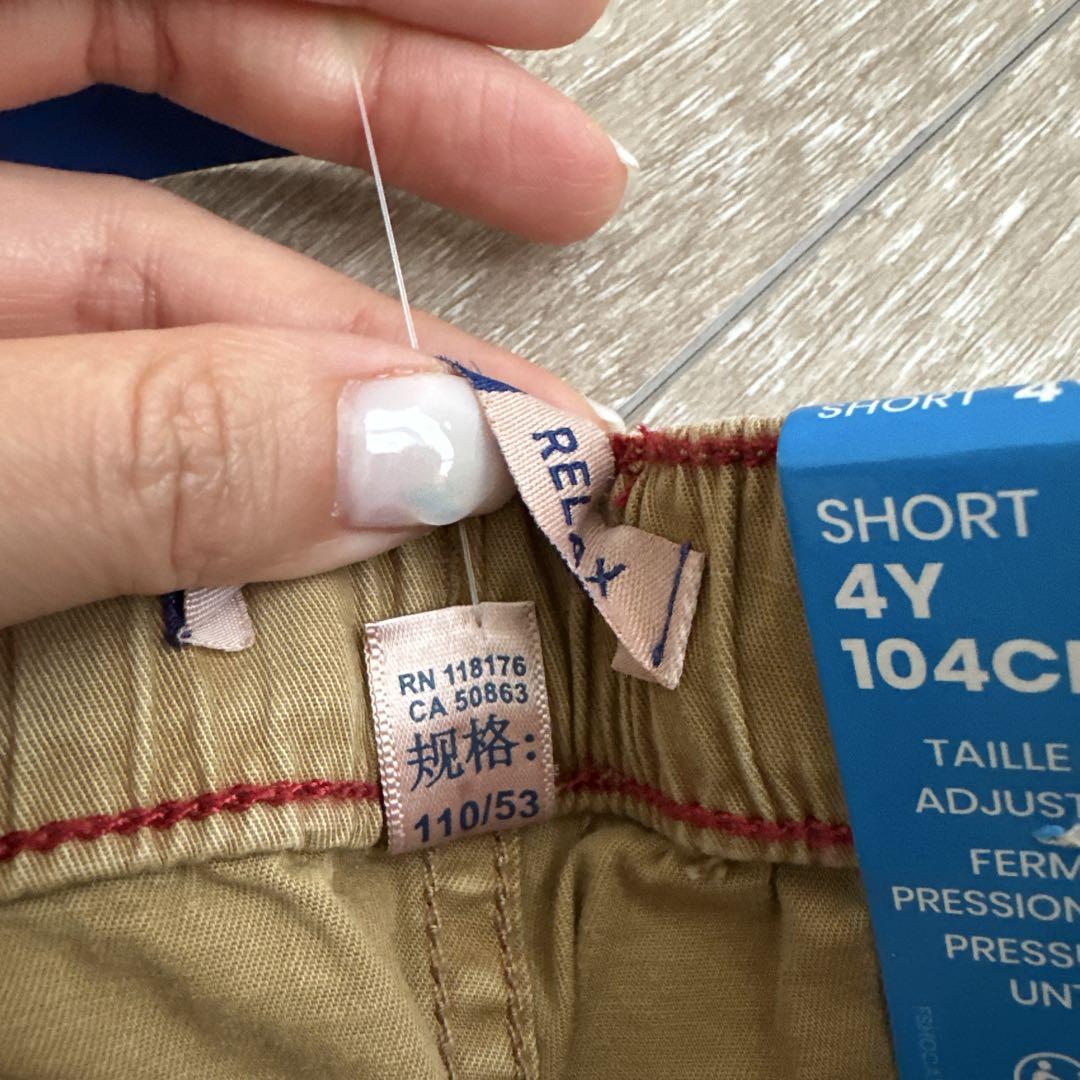 RELAX
RN 118176
CA 50863
规格:
110/53
SHORT 4
SHORT
4Y
104C
TAILLE
ADJUST
FERM
PRESSION
PRESS
UNT